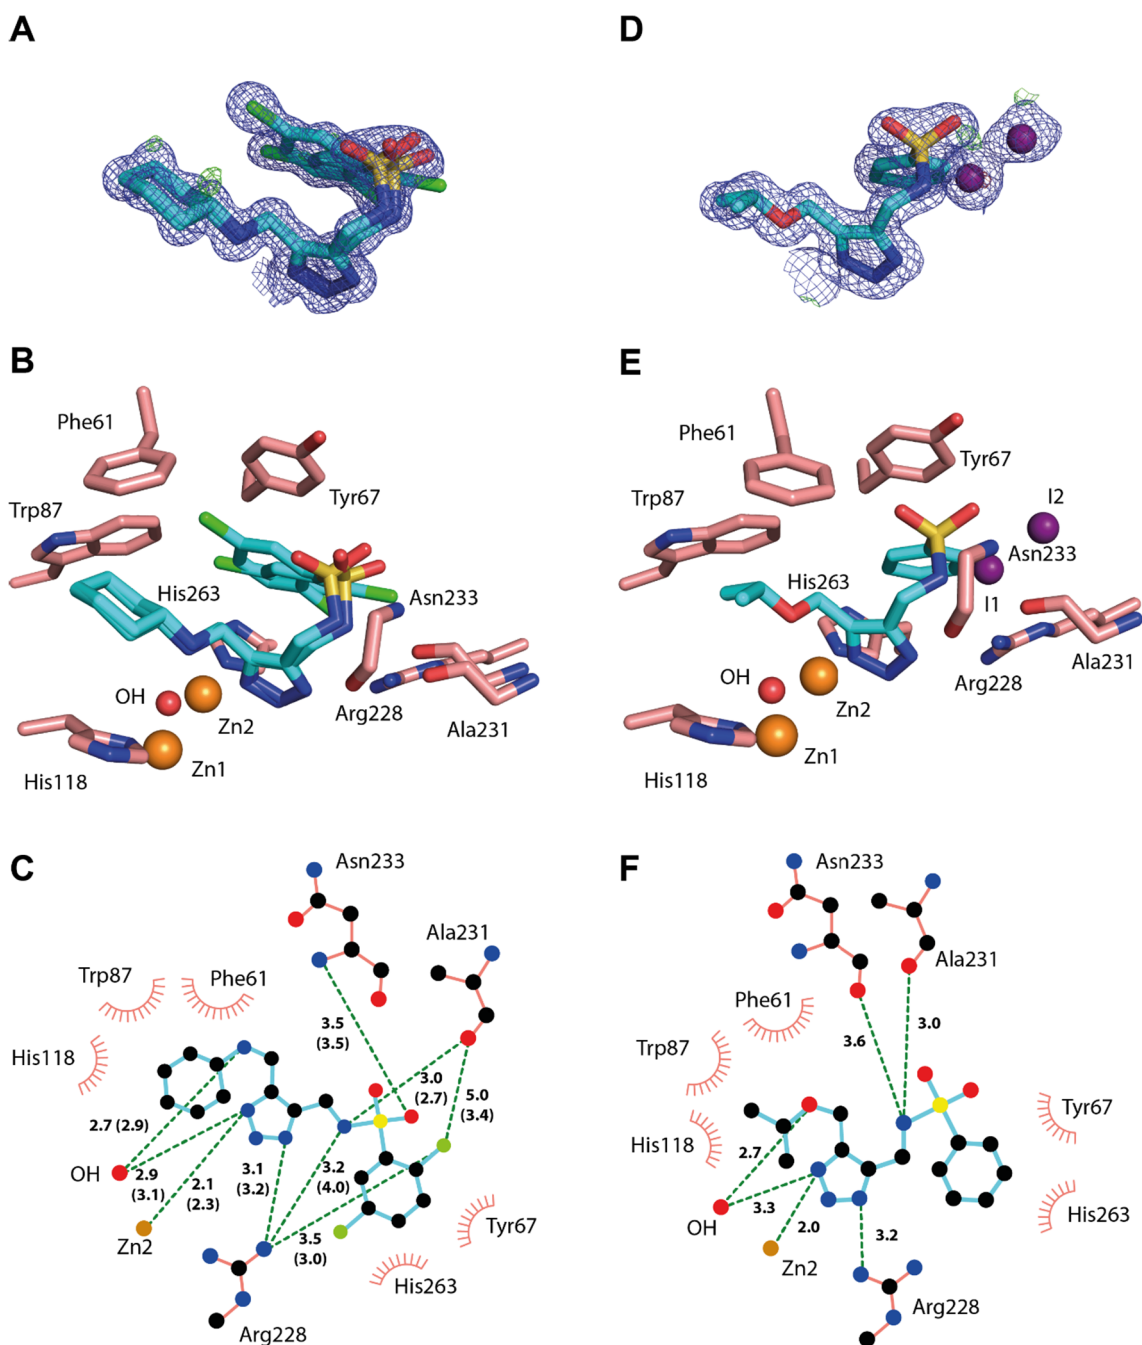 A
D
B
Phe61
Tyr67
Trp87
His263
Asn233
OH
Zn2
Arg228
Ala231
Zn1
His118
E
Phe61
Tyr67
Trp87
I2
Asn233
His263
I1
Ala231
OH
Arg228
Zn2
Zn1
His118
C
Asn233
Ala231
Trp87
Phe61
3.5
(3.5)
His118
3.0
(2.7)
5.0
(3.4)
2.7 (2.9)
OH
2.9
(3.1)
2.1
(2.3)
3.1
(3.2)
3.2
(4.0)
Zn2
3.5
(3.0)
Tyr67
His263
Arg228
F
Asn233
Ala231
Phe61
3.0
3.6
Trp87
Tyr67
His118
2.7
His263
OH
3.3
2.0
3.2
Zn2
Arg228